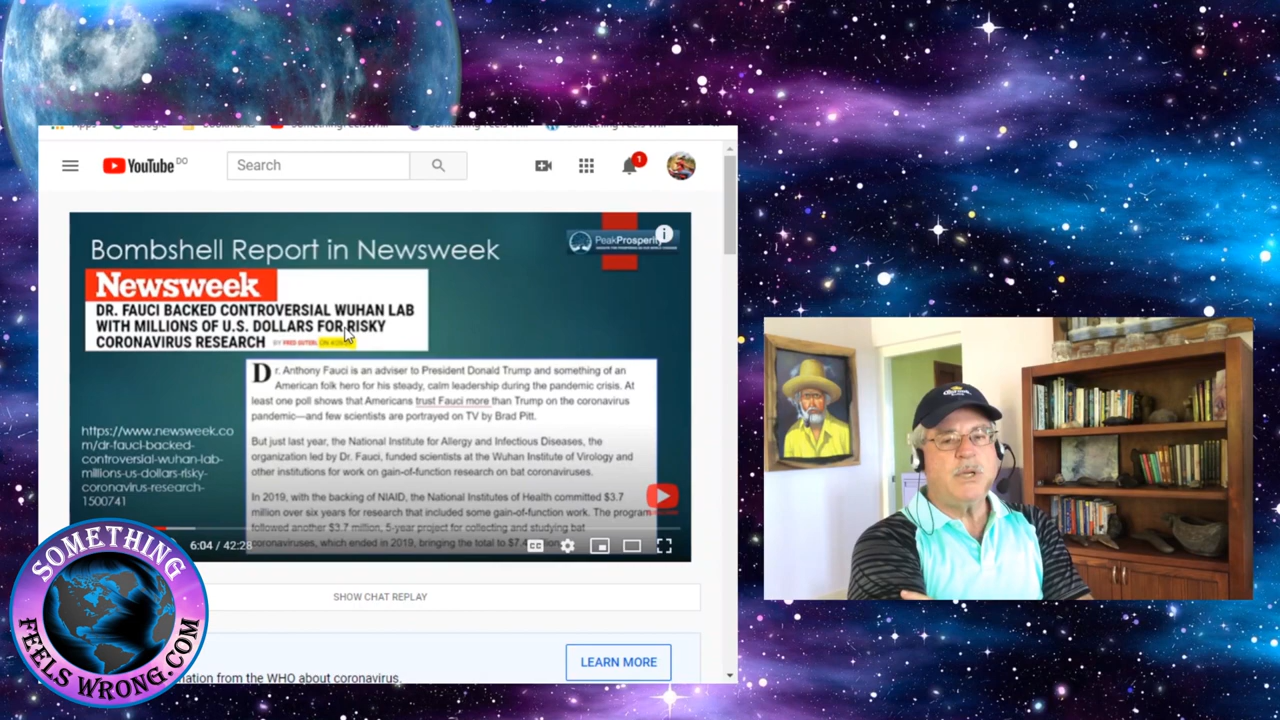 Apps
Google
YouTube DO
Search
1
Bombshell Report in Newsweek
PeakProsperity
Newsweek
DR. FAUCI BACKED CONTROVERSIAL WUHAN LAB
WITH MILLIONS OF U.S. DOLLARS FOR RISKY
CORONAVIRUS RESEARCH BY FRED GUTERL ON
Dr. Anthony Fauci is an adviser to President Donald Trump and something of an
American folk hero for his steady, calm leadership during the pandemic crisis. At
least one poll shows that Americans trust Fauci more than Trump on the coronavirus
pandemic—and few scientists are portrayed on TV by Brad Pitt.
But just last year, the National Institute for Allergy and Infectious Diseases, the
organization led by Dr. Fauci, funded scientists at the Wuhan Institute of Virology and
other institutions for work on gain-of-function research on bat coronaviruses.
In 2019, with the backing of NIAID, the National Institutes of Health committed $3.7
million over six years for research that included some gain-of-function work. The program
followed another $3.7 million, 5-year project for collecting and studying bat
coronaviruses, which ended in 2019, bringing the total to $7.4
https://www.newsweek.co
m/dr-fauci-backed-
controversial-wuhan-lab-
millions-us-dollars-risky-
coronavirus-research-
1500741
6:04 / 42:28
CC
SHOW CHAT REPLAY
LEARN MORE
from the WHO about coronavirus.
SOMETHING
FEELS WRONG.COM